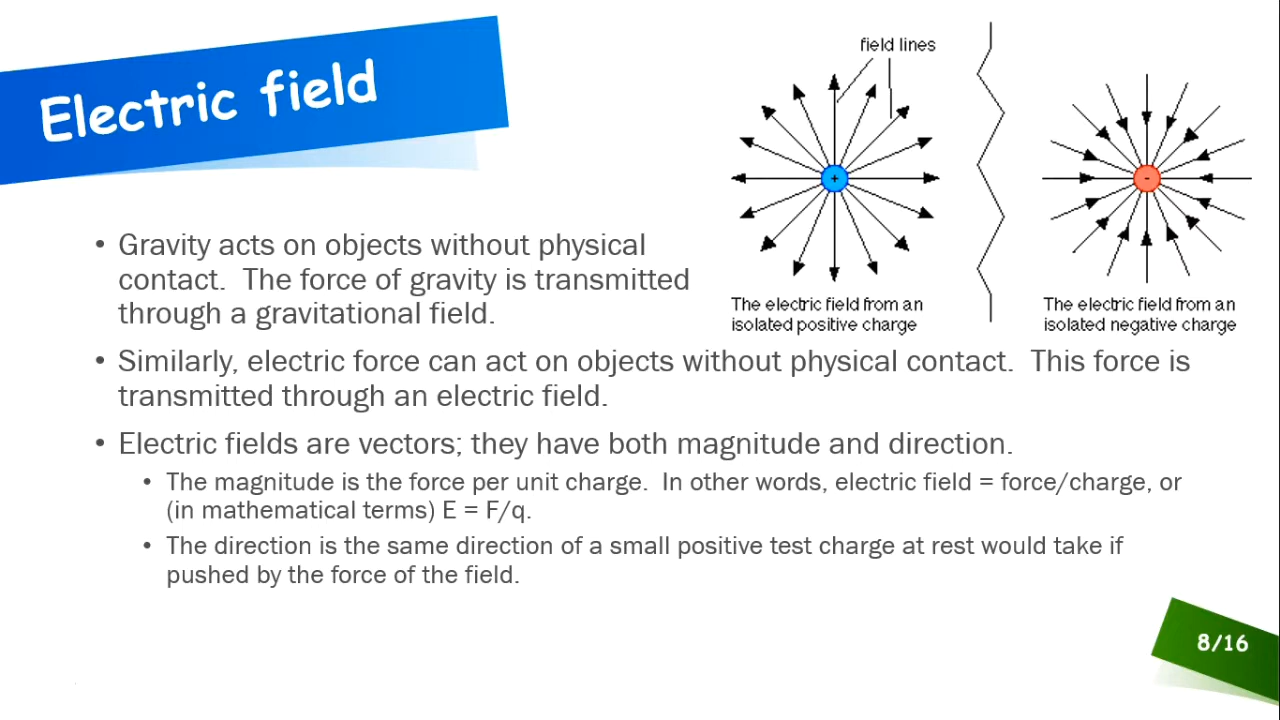 Electric field
field lines
+
-
The electric field from an
isolated positive charge
The electric field from an
isolated negative charge
• Gravity acts on objects without physical
contact.  The force of gravity is transmitted
through a gravitational field.
• Similarly, electric force can act on objects without physical contact.  This force is
transmitted through an electric field.
• Electric fields are vectors; they have both magnitude and direction.
• The magnitude is the force per unit charge.  In other words, electric field = force/charge, or
(in mathematical terms) E = F/q.
• The direction is the same direction of a small positive test charge at rest would take if
pushed by the force of the field.
8/16